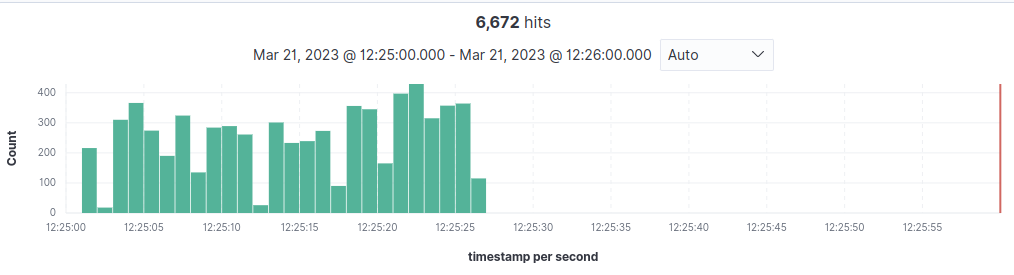 6,672 hits
Mar 21, 2023 @ 12:25:00.000 - Mar 21, 2023 @ 12:26:00.000 Auto
400
300
200
100
0
Count
12:25:00 12:25:05 12:25:10 12:25:15 12:25:20 12:25:25 12:25:30 12:25:35 12:25:40 12:25:45 12:25:50 12:25:55
timestamp per second